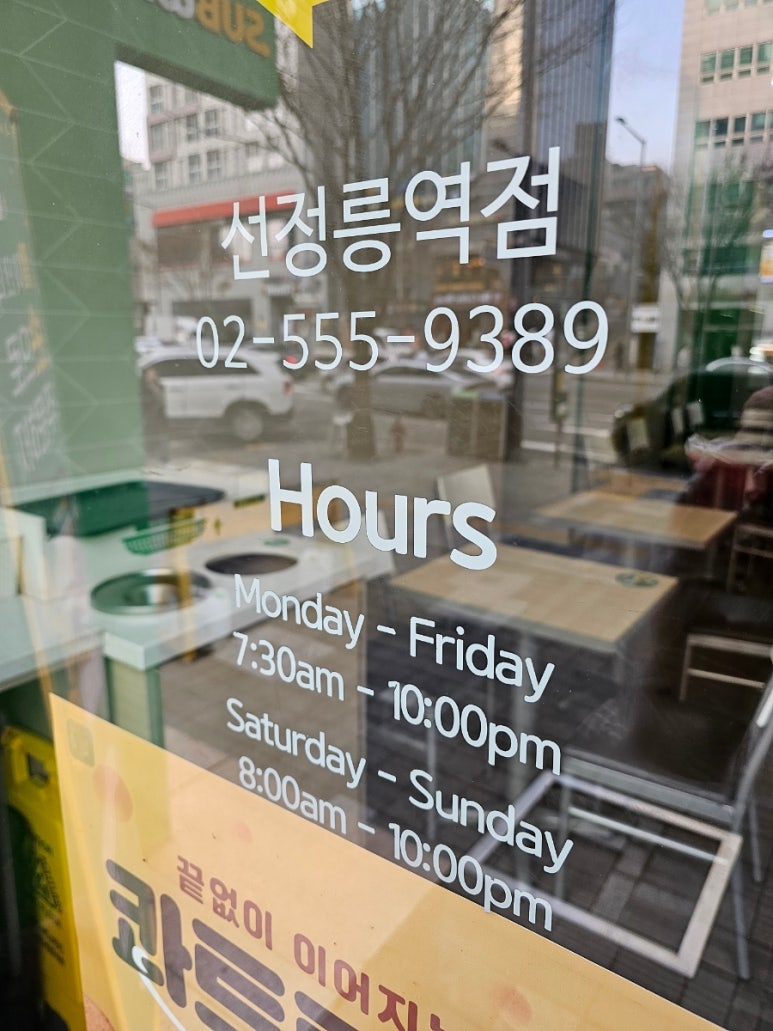 선정릉역점
02-555-9389
Hours
Monday - Friday
7:30am - 10:00pm
Saturday - Sunday
8:00am - 10:00pm
끝없이 이어지는